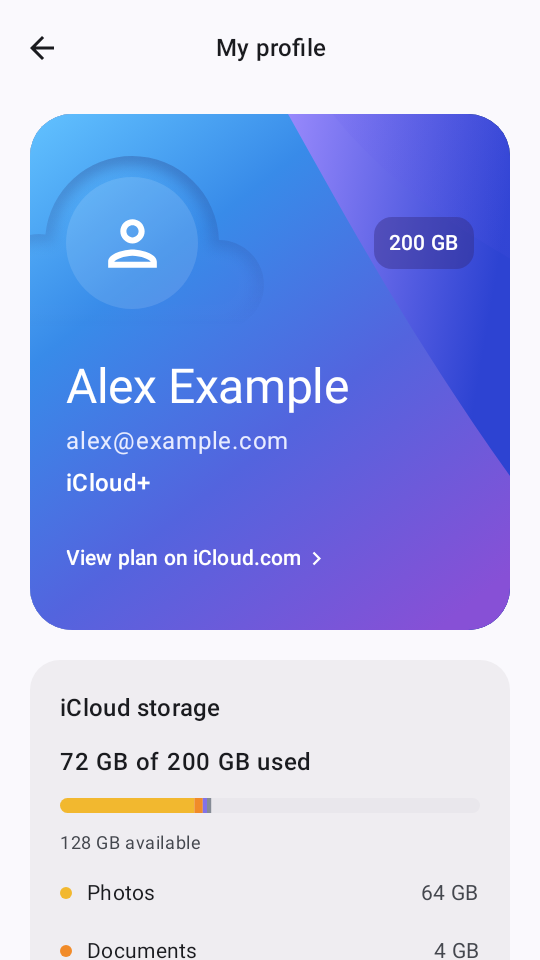 My profile
200 GB
Alex Example
alex@example.com
iCloud+
View plan on iCloud.com
iCloud storage
72 GB of 200 GB used
128 GB available
Photos 64 GB
Documents 4 GB